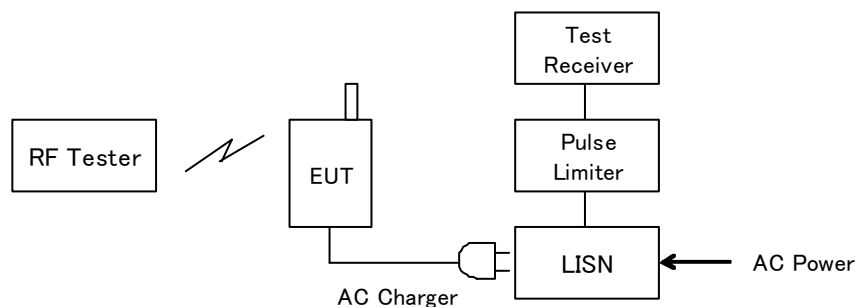 Test
Receiver
RF Tester
EUT
Pulse
Limiter
LISN
AC Power
AC Charger